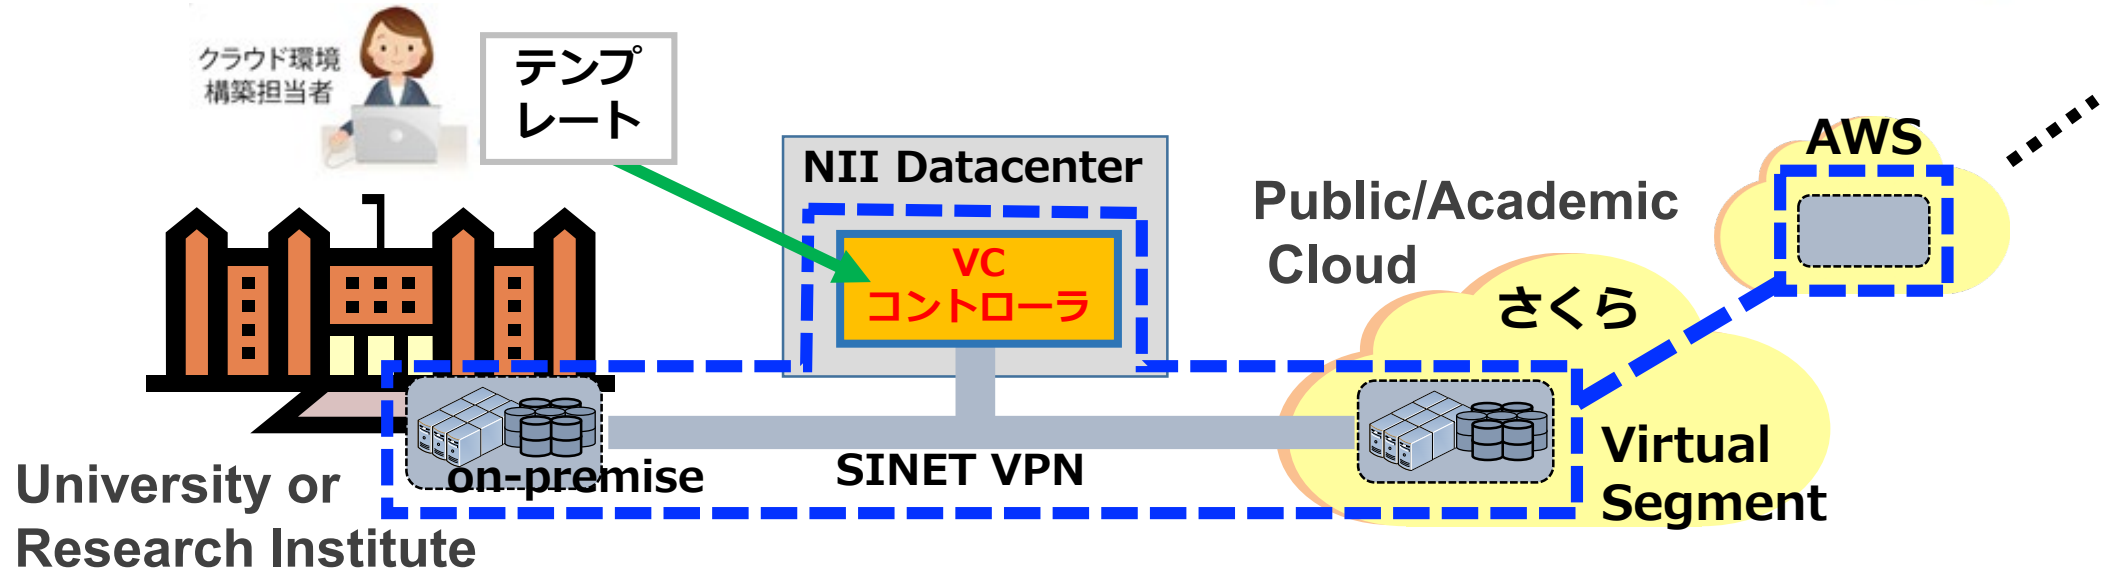 クラウド環境
構築担当者
テンプ
レート
NII Datacenter
VC
コントローラ
Public/Academic
Cloud
AWS
さくら
on-premise
SINET VPN
Virtual
Segment
University or
Research Institute